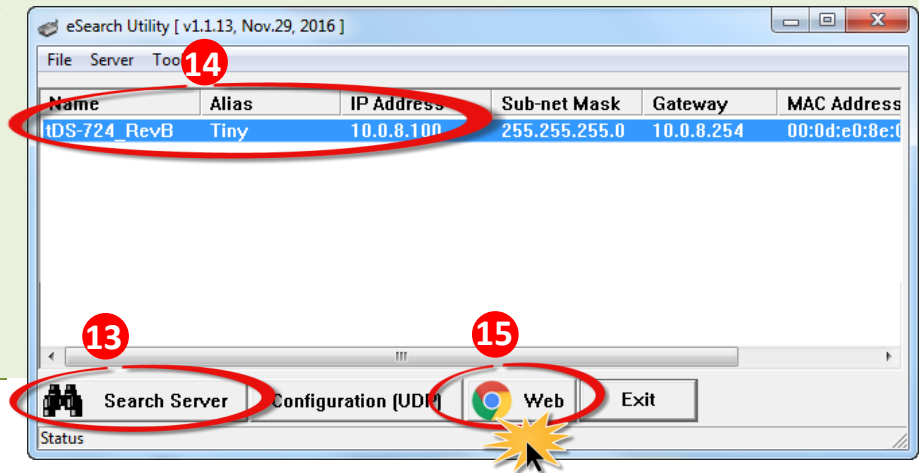 eSearch Utility [ v1.1.13, Nov.29, 2016 ]
File Server Too
14
Name Alias IP Address Sub-net Mask Gateway MAC Address
tDS-724_RevB Tiny 10.0.8.100 255.255.255.0 10.0.8.254 00:0d:e0:8e:0
13 15
Search Server Configuration (UDP) Web Exit
Status